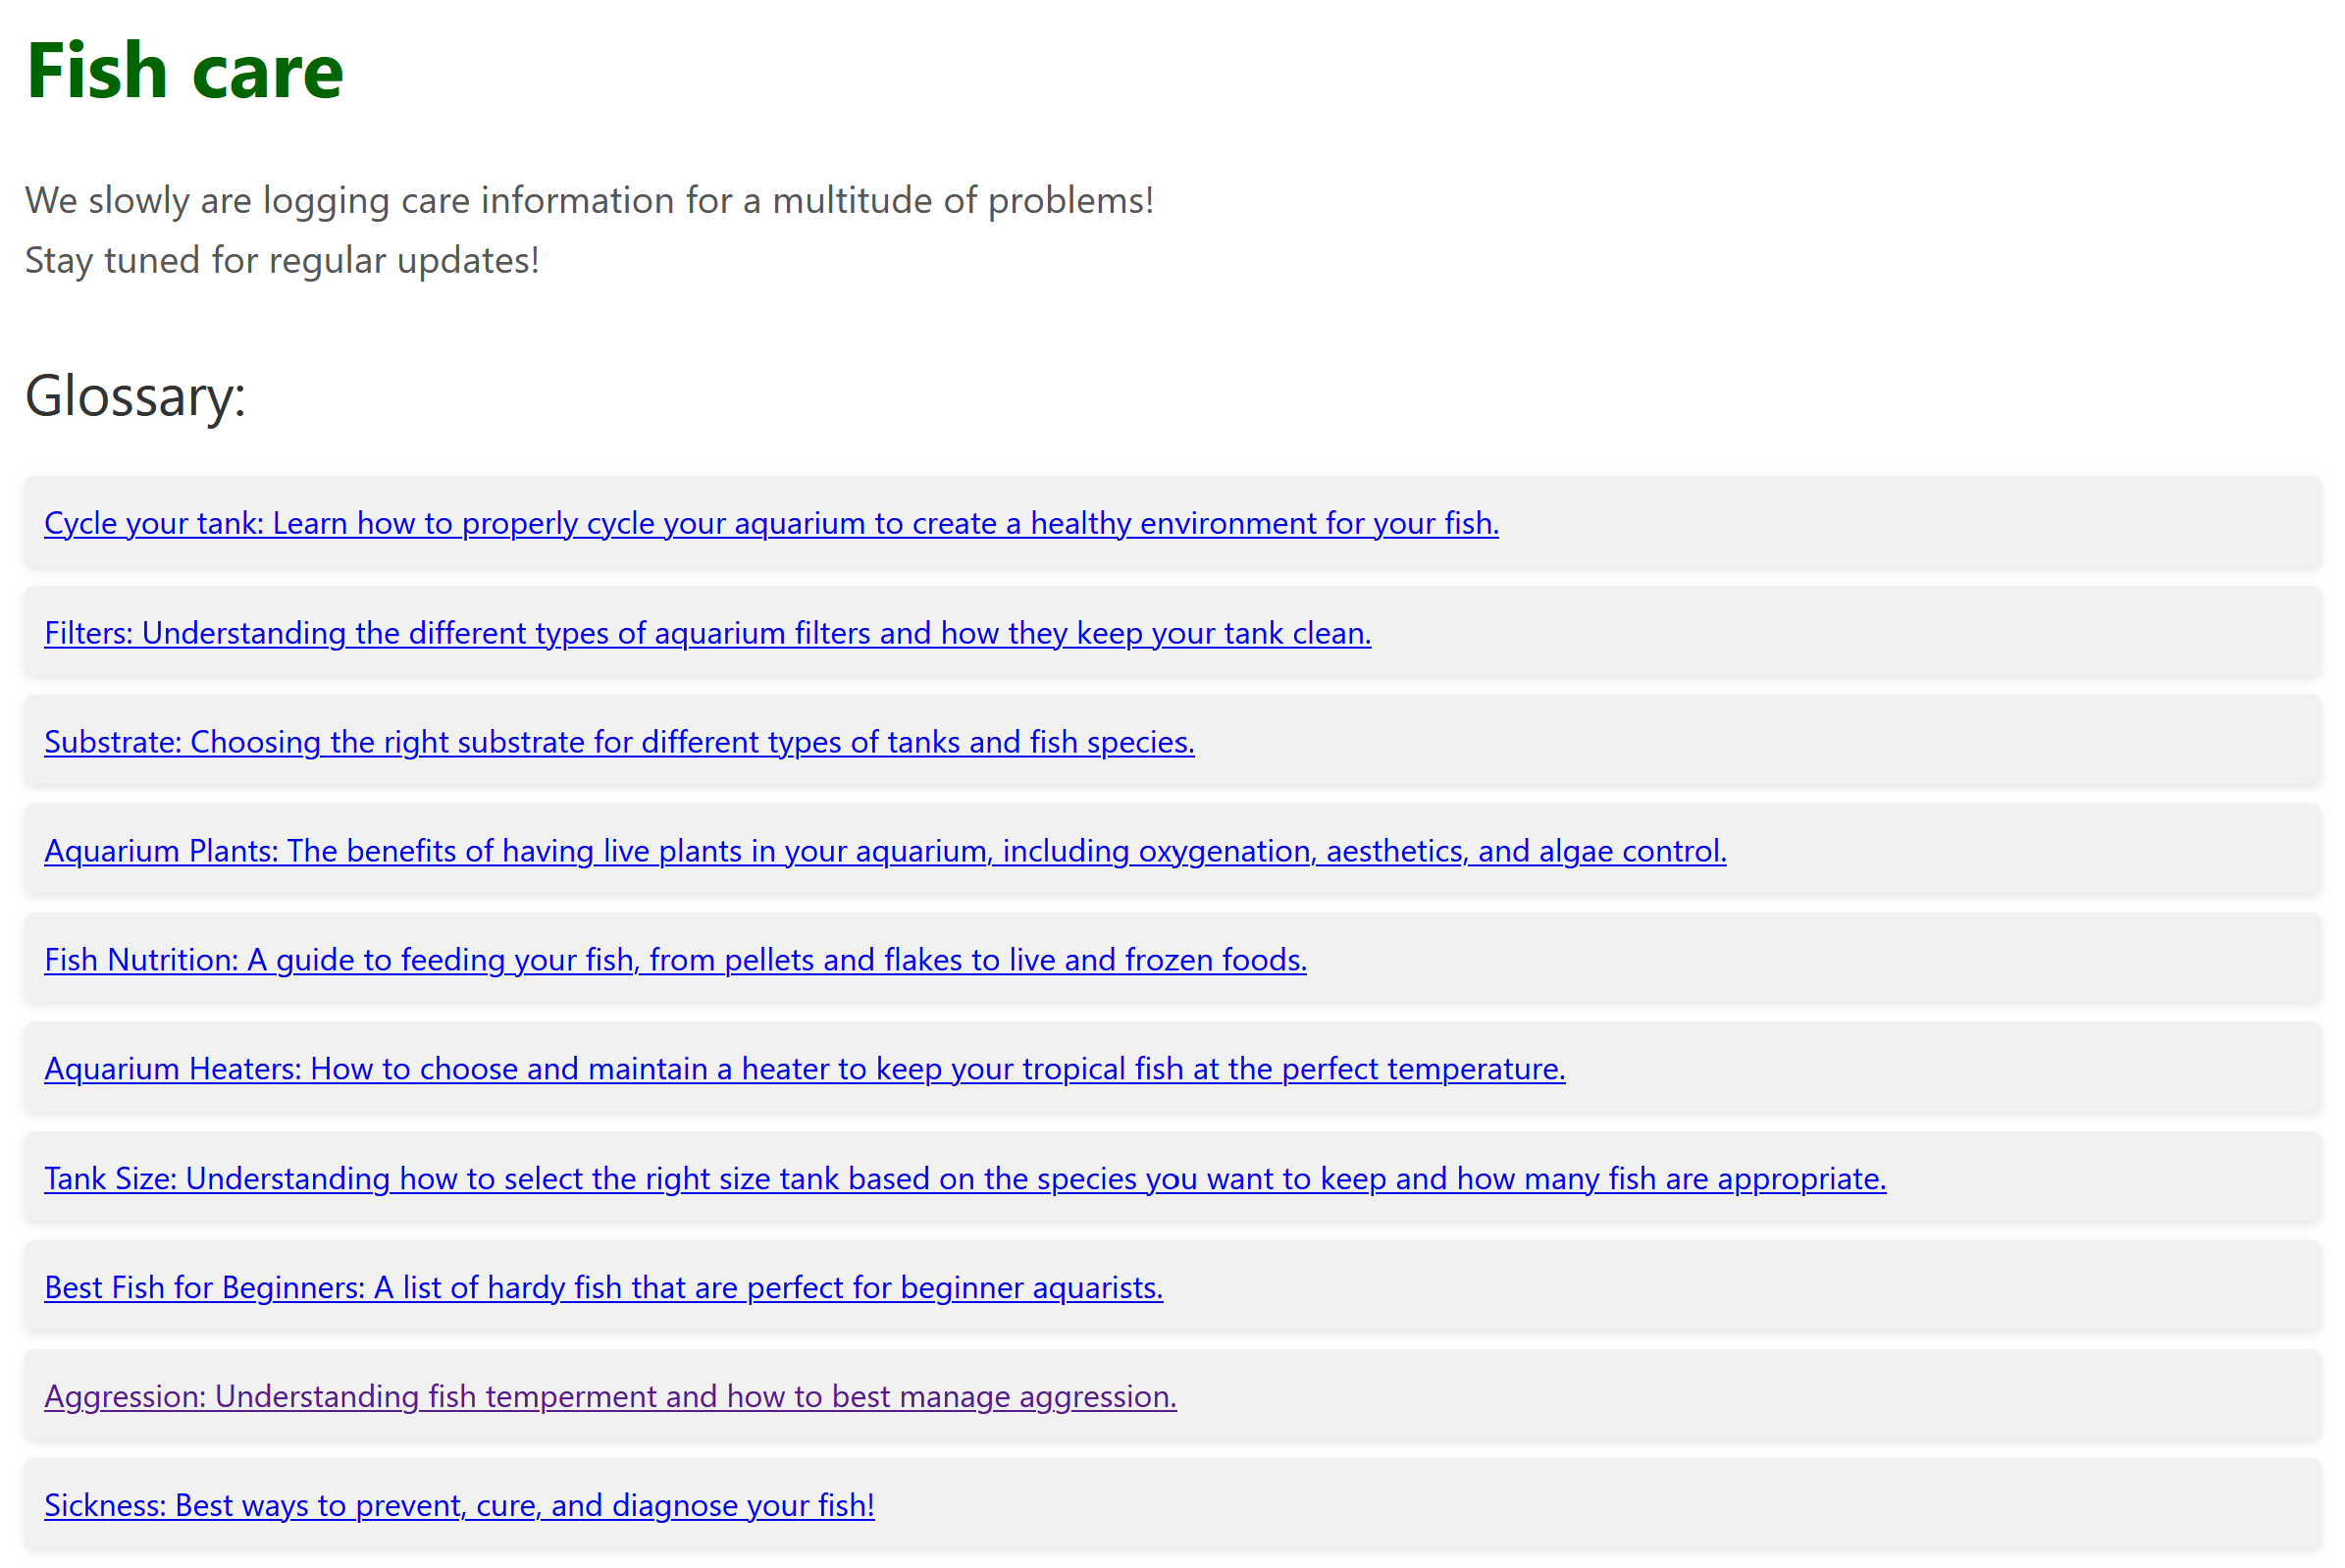 Fish care
We slowly are logging care information for a multitude of problems!
Stay tuned for regular updates!
Glossary:
Cycle your tank: Learn how to properly cycle your aquarium to create a healthy environment for your fish.
Filters: Understanding the different types of aquarium filters and how they keep your tank clean.
Substrate: Choosing the right substrate for different types of tanks and fish species.
Aquarium Plants: The benefits of having live plants in your aquarium, including oxygenation, aesthetics, and algae control.
Fish Nutrition: A guide to feeding your fish, from pellets and flakes to live and frozen foods.
Aquarium Heaters: How to choose and maintain a heater to keep your tropical fish at the perfect temperature.
Tank Size: Understanding how to select the right size tank based on the species you want to keep and how many fish are appropriate.
Best Fish for Beginners: A list of hardy fish that are perfect for beginner aquarists.
Aggression: Understanding fish temperment and how to best manage aggression.
Sickness: Best ways to prevent, cure, and diagnose your fish!